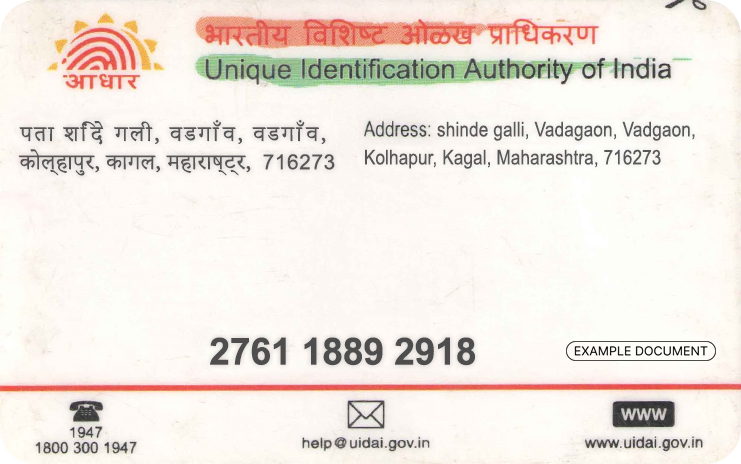 भारतीय विशिष्ट ओळख प्राधिकरण
Unique Identification Authority of India
आधार
पता शदिे गली, वडगाँव, वडगाँव,
कोल्हापुर, कागल, महाराष्ट्र, 716273
Address: shinde galli, Vadagaon, Vadgaon,
Kolhapur, Kagal, Maharashtra, 716273
2761 1889 2918
EXAMPLE DOCUMENT
1947
1800 300 1947
help@uidai.gov.in
WWW
www.uidai.gov.in